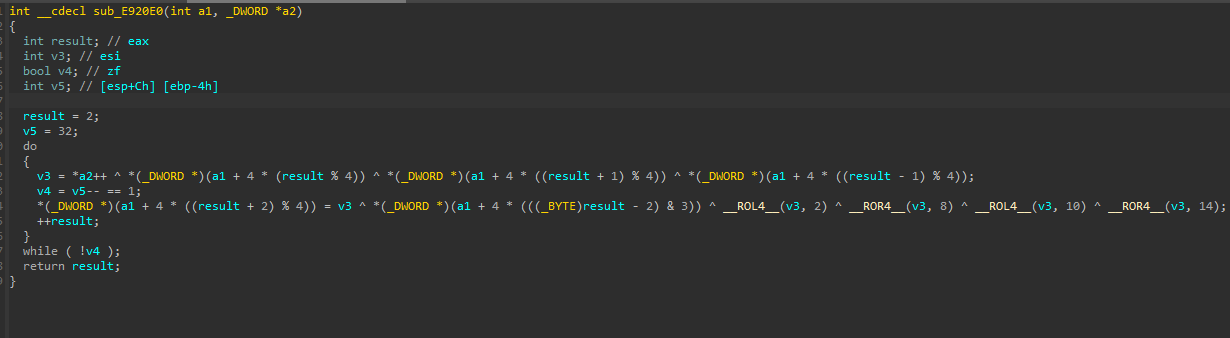 int __cdecl sub_E920E0(int a1, _DWORD *a2)
{
  int result; // eax
  int v3; // esi
  bool v4; // zf
  int v5; // [esp+Ch] [ebp-4h]

  result = 2;
  v5 = 32;
  do
  {
    v3 = *a2++ ^ *(_DWORD *)(a1 + 4 * (result % 4)) ^ *(_DWORD *)(a1 + 4 * ((result + 1) % 4)) ^ *(_DWORD *)(a1 + 4 * ((result - 1) % 4));
    v4 = v5-- == 1;
    *(_DWORD *)(a1 + 4 * ((result + 2) % 4)) = v3 ^ *(_DWORD *)(a1 + 4 * (((_BYTE)result - 2) & 3)) ^ __ROL4__(v3, 2) ^ __ROR4__(v3, 8) ^ __ROL4__(v3, 10) ^ __ROR4__(v3, 14);
    ++result;
  }
  while ( !v4 );
  return result;
}